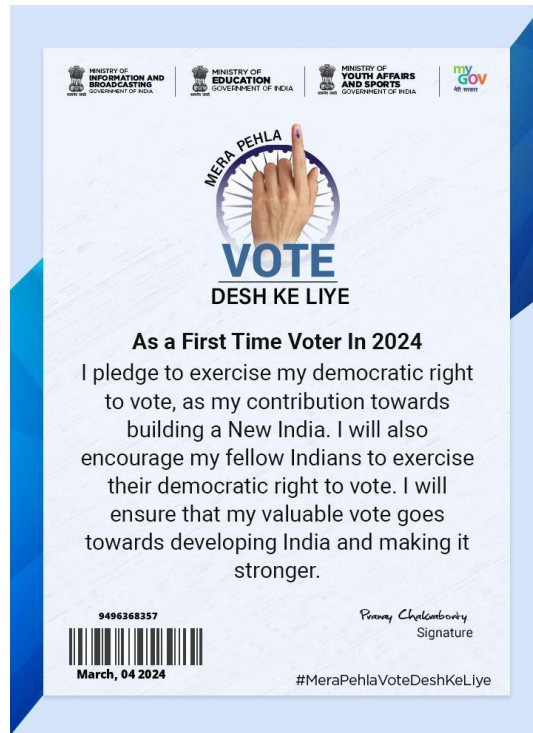 MINISTRY OF
INFORMATION AND
BROADCASTING
GOVERNMENT OF INDIA
MINISTRY OF
EDUCATION
GOVERNMENT OF INDIA
MINISTRY OF
YOUTH AFFAIRS
AND SPORTS
GOVERNMENT OF INDIA
my
GOV
मेरी सरकार
MERA PEHLA
VOTE
DESH KE LIYE
As a First Time Voter In 2024
I pledge to exercise my democratic right
to vote, as my contribution towards
building a New India. I will also
encourage my fellow Indians to exercise
their democratic right to vote. I will
ensure that my valuable vote goes
towards developing India and making it
stronger.
9496368357
March, 04 2024
Pranay Chakraborty
Signature
#MeraPehlaVoteDeshKeLiye